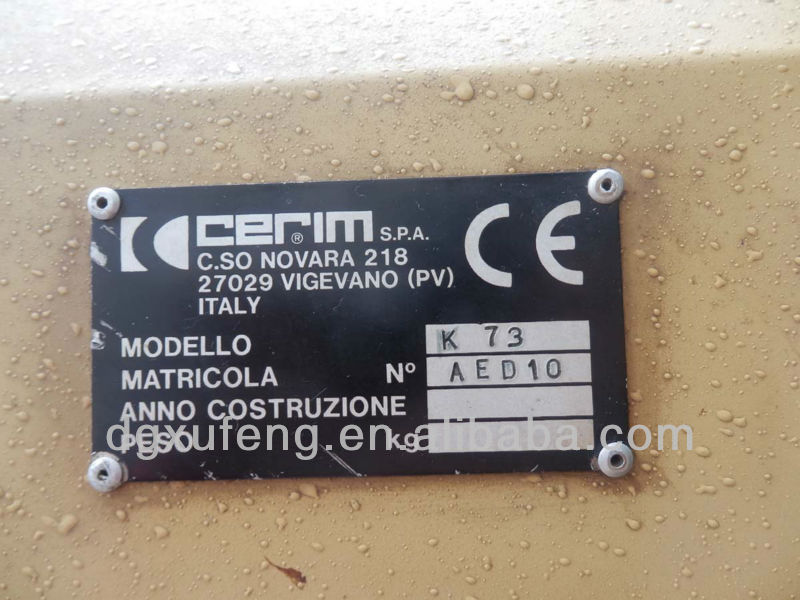 CERIM® S.P.A. CE
C.SO NOVARA 218
27029 VIGEVANO (PV)
ITALY
MODELLO K 73
MATRICOLA Nº AED10
ANNO COSTRUZIONE
PESO kg
dgxufeng.en.alibaba.com